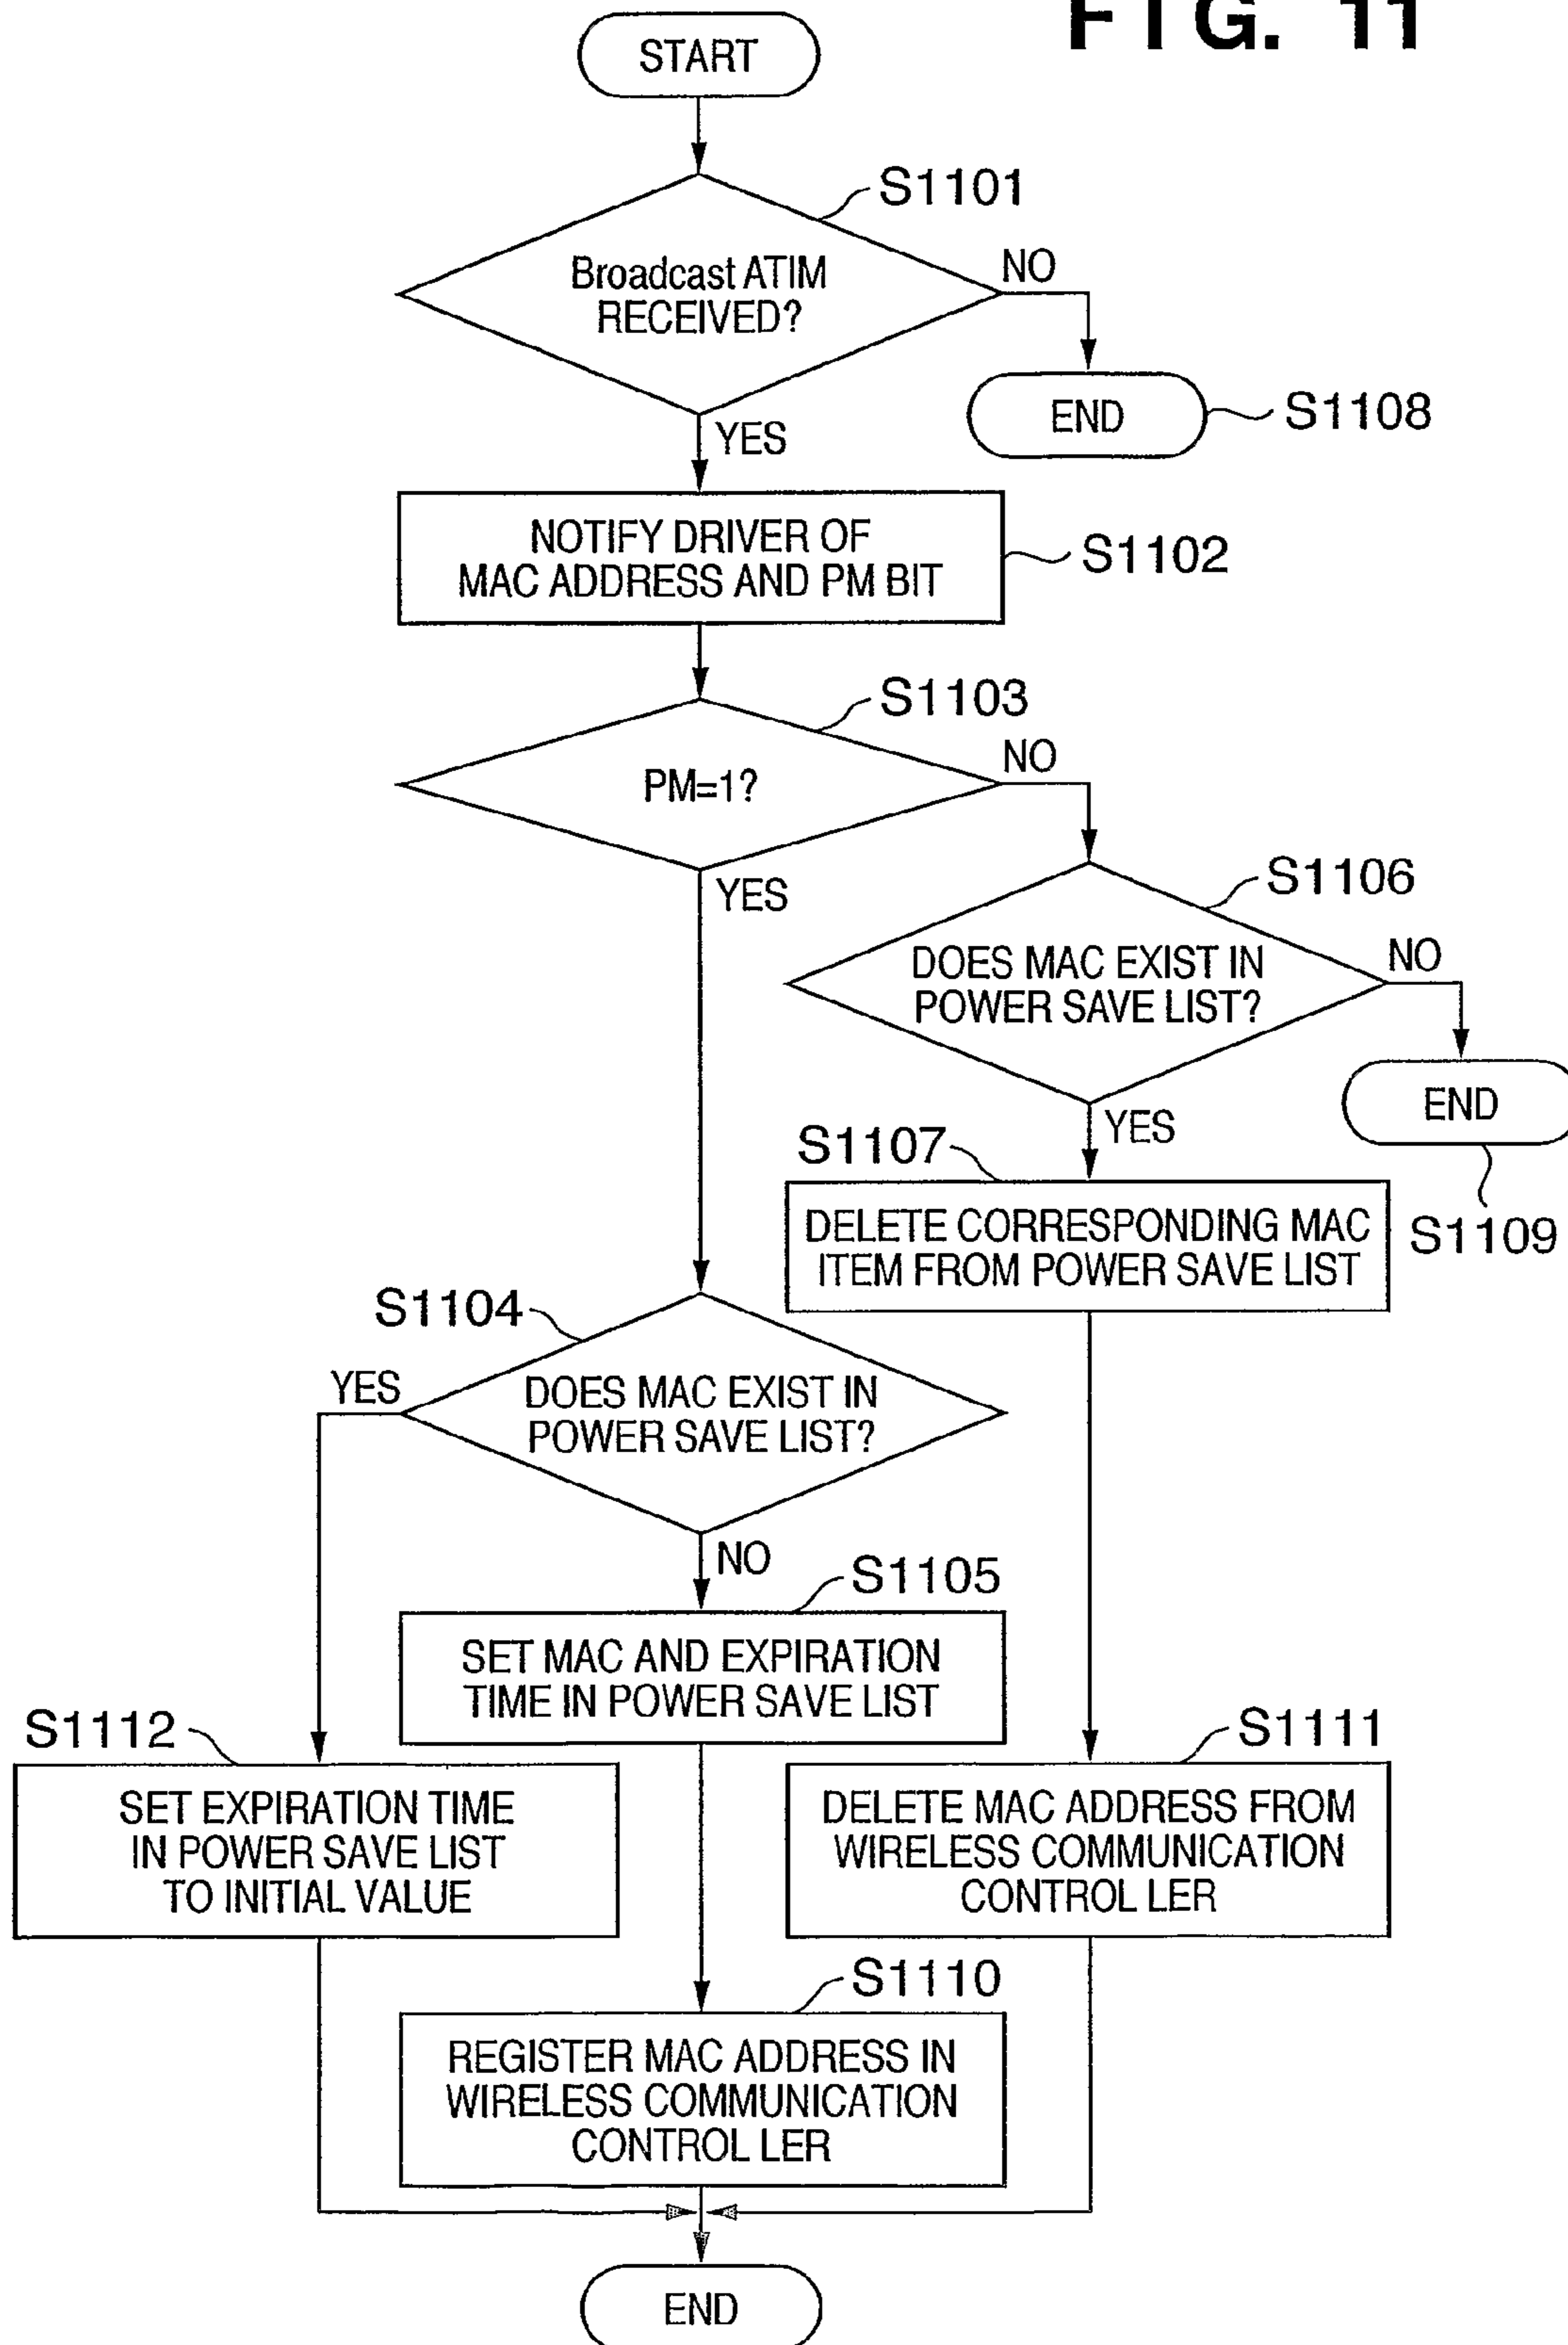 FIG. 11
START
S1101
Broadcast ATIM
RECEIVED?
NO
END
S1108
YES
NOTIFY DRIVER OF
MAC ADDRESS AND PM BIT
S1102
S1103
PM=1?
NO
YES
S1106
DOES MAC EXIST IN
POWER SAVE LIST?
NO
END
S1109
YES
S1107
DELETE CORRESPONDING MAC
ITEM FROM POWER SAVE LIST
S1104
YES
DOES MAC EXIST IN
POWER SAVE LIST?
NO
S1105
SET MAC AND EXPIRATION
TIME IN POWER SAVE LIST
S1112
SET EXPIRATION TIME
IN POWER SAVE LIST
TO INITIAL VALUE
S1111
DELETE MAC ADDRESS FROM
WIRELESS COMMUNICATION
CONTROL LER
S1110
REGISTER MAC ADDRESS IN
WIRELESS COMMUNICATION
CONTROL LER
END